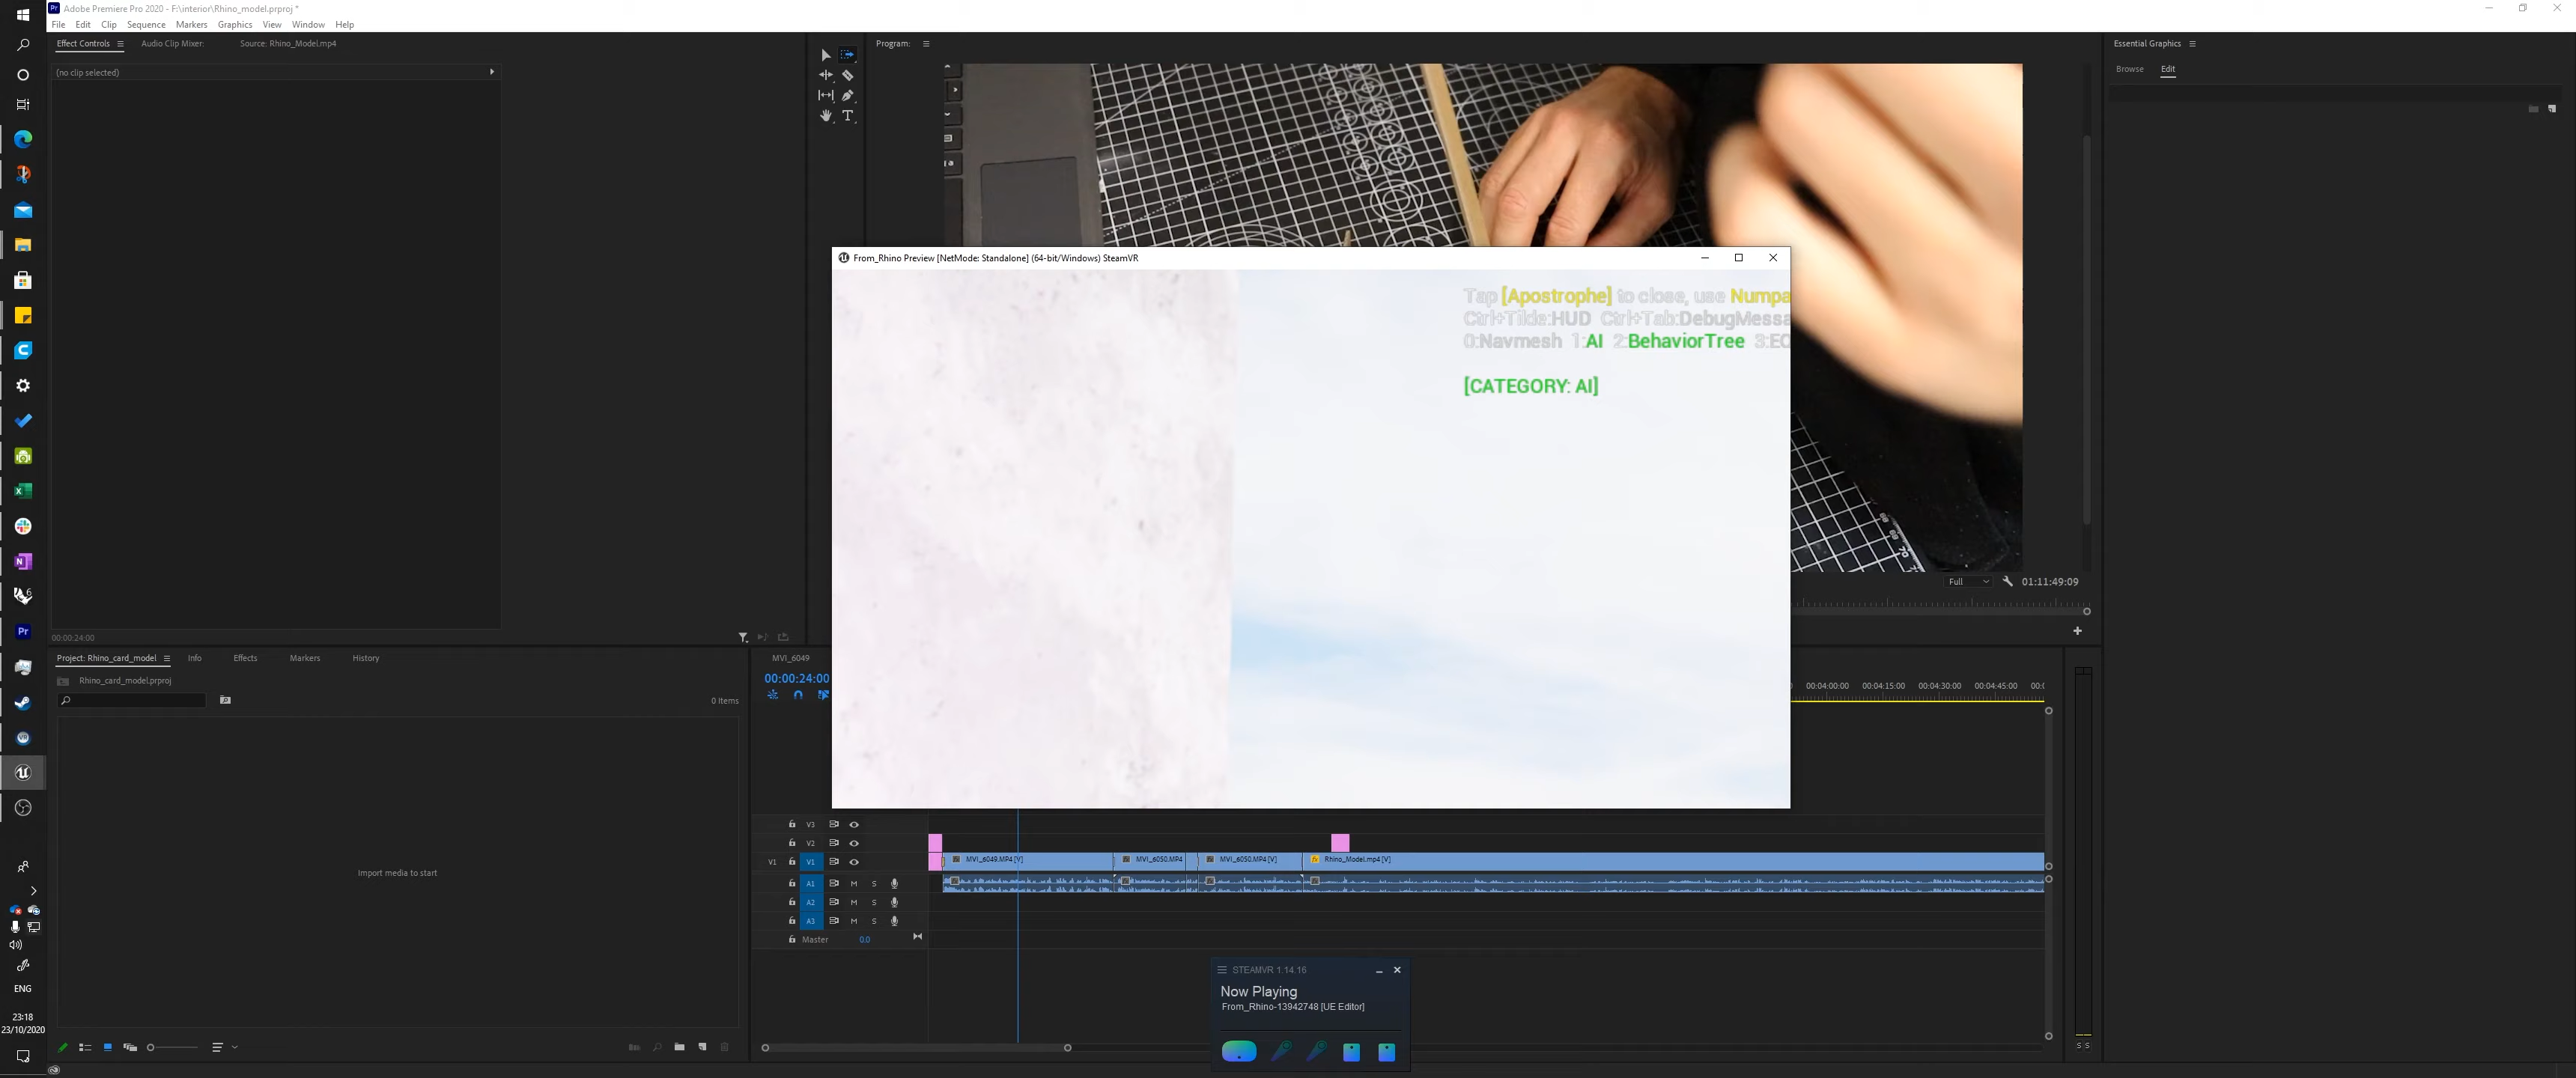 Adobe Premiere Pro 2020 - F:\interior\Rhino_model.prproj *
File Edit Clip Sequence Markers Graphics View Window Help
Effect Controls Audio Clip Mixer: Source: Rhino_Model.mp4
Program:
Essential Graphics
Browse Edit
(no clip selected)
From_Rhino Preview [NetMode: Standalone] (64-bit/Windows) SteamVR
Tap [Apostrophe] to close, use Numpa
Ctrl+Tilde:HUD Ctrl+Tab:DebugMessa
0:Navmesh 1:AI 2:BehaviorTree 3:EQ
[CATEGORY: AI]
Full 01:11:49:09
00:00:24:00
Project: Rhino_card_model Info Effects Markers History
Rhino_card_model.prproj
0 Items
Import media to start
MVI_6049
00:00:24:00
00:04:00:00 00:04:15:00 00:04:30:00 00:04:45:00 00:0
V3
V2
V1 V1 MVI_6049.MP4 [V] MVI_6050.MP4 MVI_6050.MP4 [V] Rhino_Model.mp4 [V]
A1 M S
A2 M S
A3 M S
Master 0.0
STEAMVR 1.14.16
Now Playing
From_Rhino-13942748 [UE Editor]
S S
ENG
23:18
23/10/2020